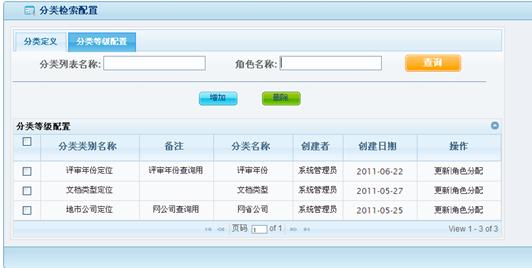 分类检索配置
分类定义 分类等级配置
分类列表名称: 角色名称: 查询
增加 删除
分类等级配置
分类类别名称 备注 分类名称 创建者 创建日期 操作
评审年份定位 评审年份查询用 评审年份 系统管理员 2011-06-22 更新|角色分配
文档类型定位 文档类型 系统管理员 2011-05-27 更新|角色分配
地市公司定位 网公司查询用 网省公司 系统管理员 2011-05-25 更新|角色分配
页码 1 of 1 View 1 - 3 of 3